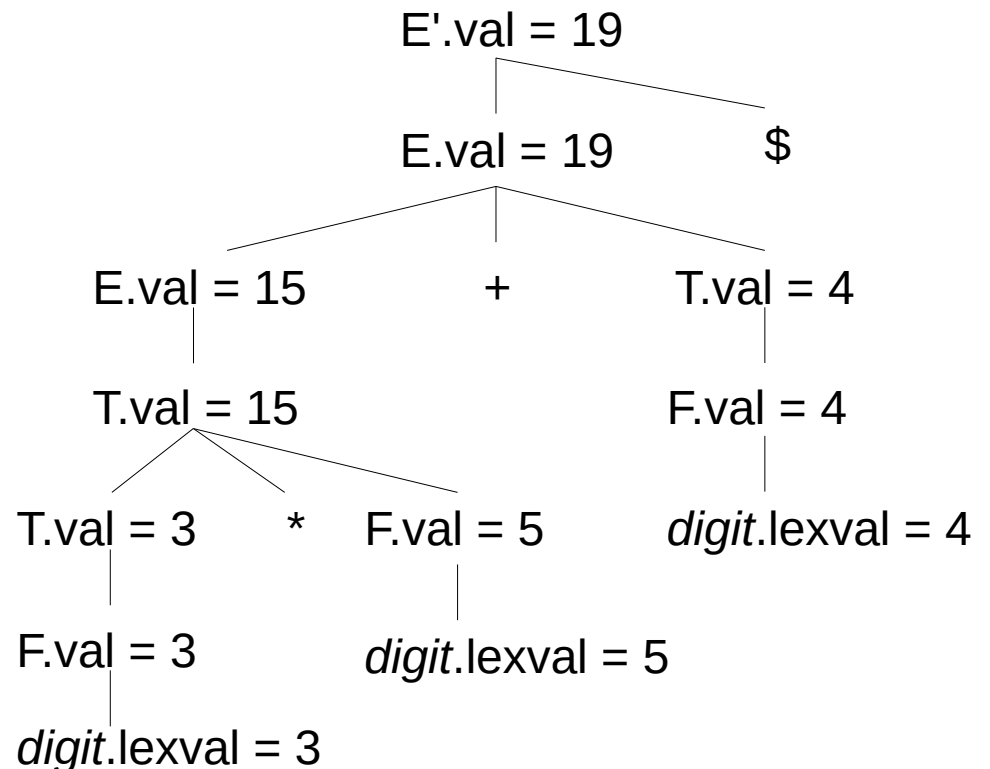 E'.val = 19
E.val = 19 $
E.val = 15 + T.val = 4
T.val = 15 F.val = 4
T.val = 3 * F.val = 5 digit.lexval = 4
F.val = 3 digit.lexval = 5
digit.lexval = 3